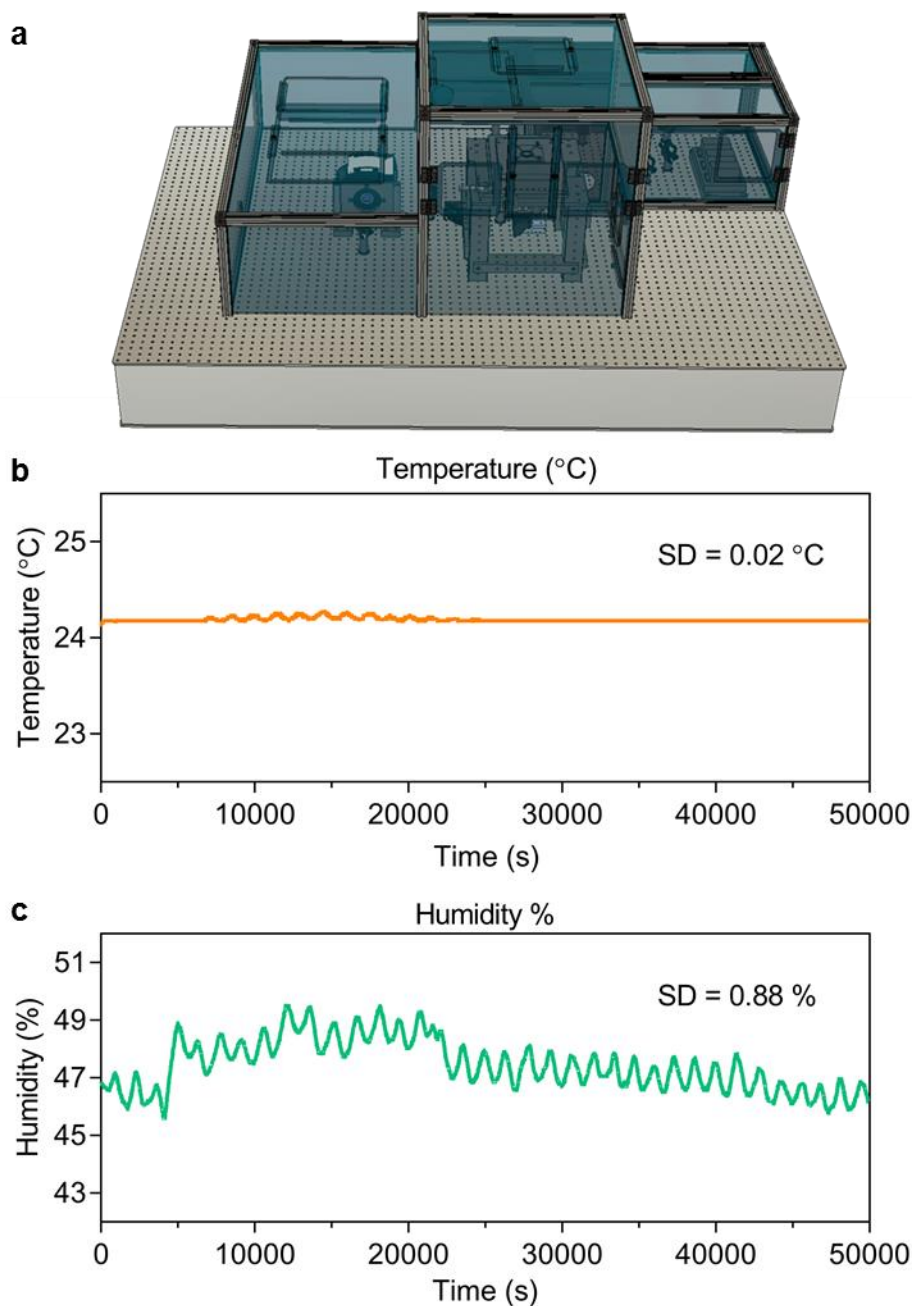 a
b
Temperature (°C)
Temperature (°C)
25
24
23
SD = 0.02 °C
0 10000 20000 30000 40000 50000
Time (s)
c
Humidity %
Humidity (%)
51
49
47
45
43
SD = 0.88 %
0 10000 20000 30000 40000 50000
Time (s)